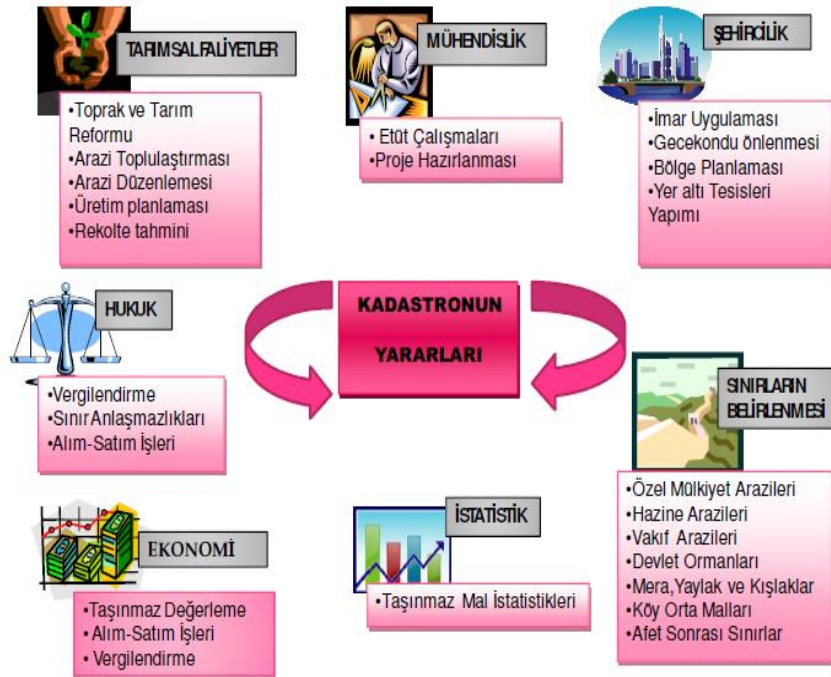 TARIMSAL FALİYETLER
•Toprak ve Tarım
Reformu
•Arazi Toplulaştırması
•Arazi Düzenlemesi
•Üretim planlaması
•Rekolte tahmini
MÜHENDİSLİK
• Etüt Çalışmaları
•Proje Hazırlanması
ŞEHİRCİLİK
•İmar Uygulaması
•Gecekondu önlenmesi
•Bölge Planlaması
•Yer altı Tesisleri
Yapımı
HUKUK
•Vergilendirme
•Sınır Anlaşmazlıkları
•Alım-Satım İşleri
KADASTRONUN
YARARLARI
SINIRLARIN
BELİRLENMESİ
•Özel Mülkiyet Arazileri
•Hazine Arazileri
•Vakıf Arazileri
•Devlet Ormanları
•Mera,Yaylak ve Kışlaklar
•Köy Orta Malları
•Afet Sonrası Sınırlar
EKONOMİ
•Taşınmaz Değerleme
• Alım-Satım İşleri
• Vergilendirme
İSTATİSTİK
•Taşınmaz Mal İstatistikleri